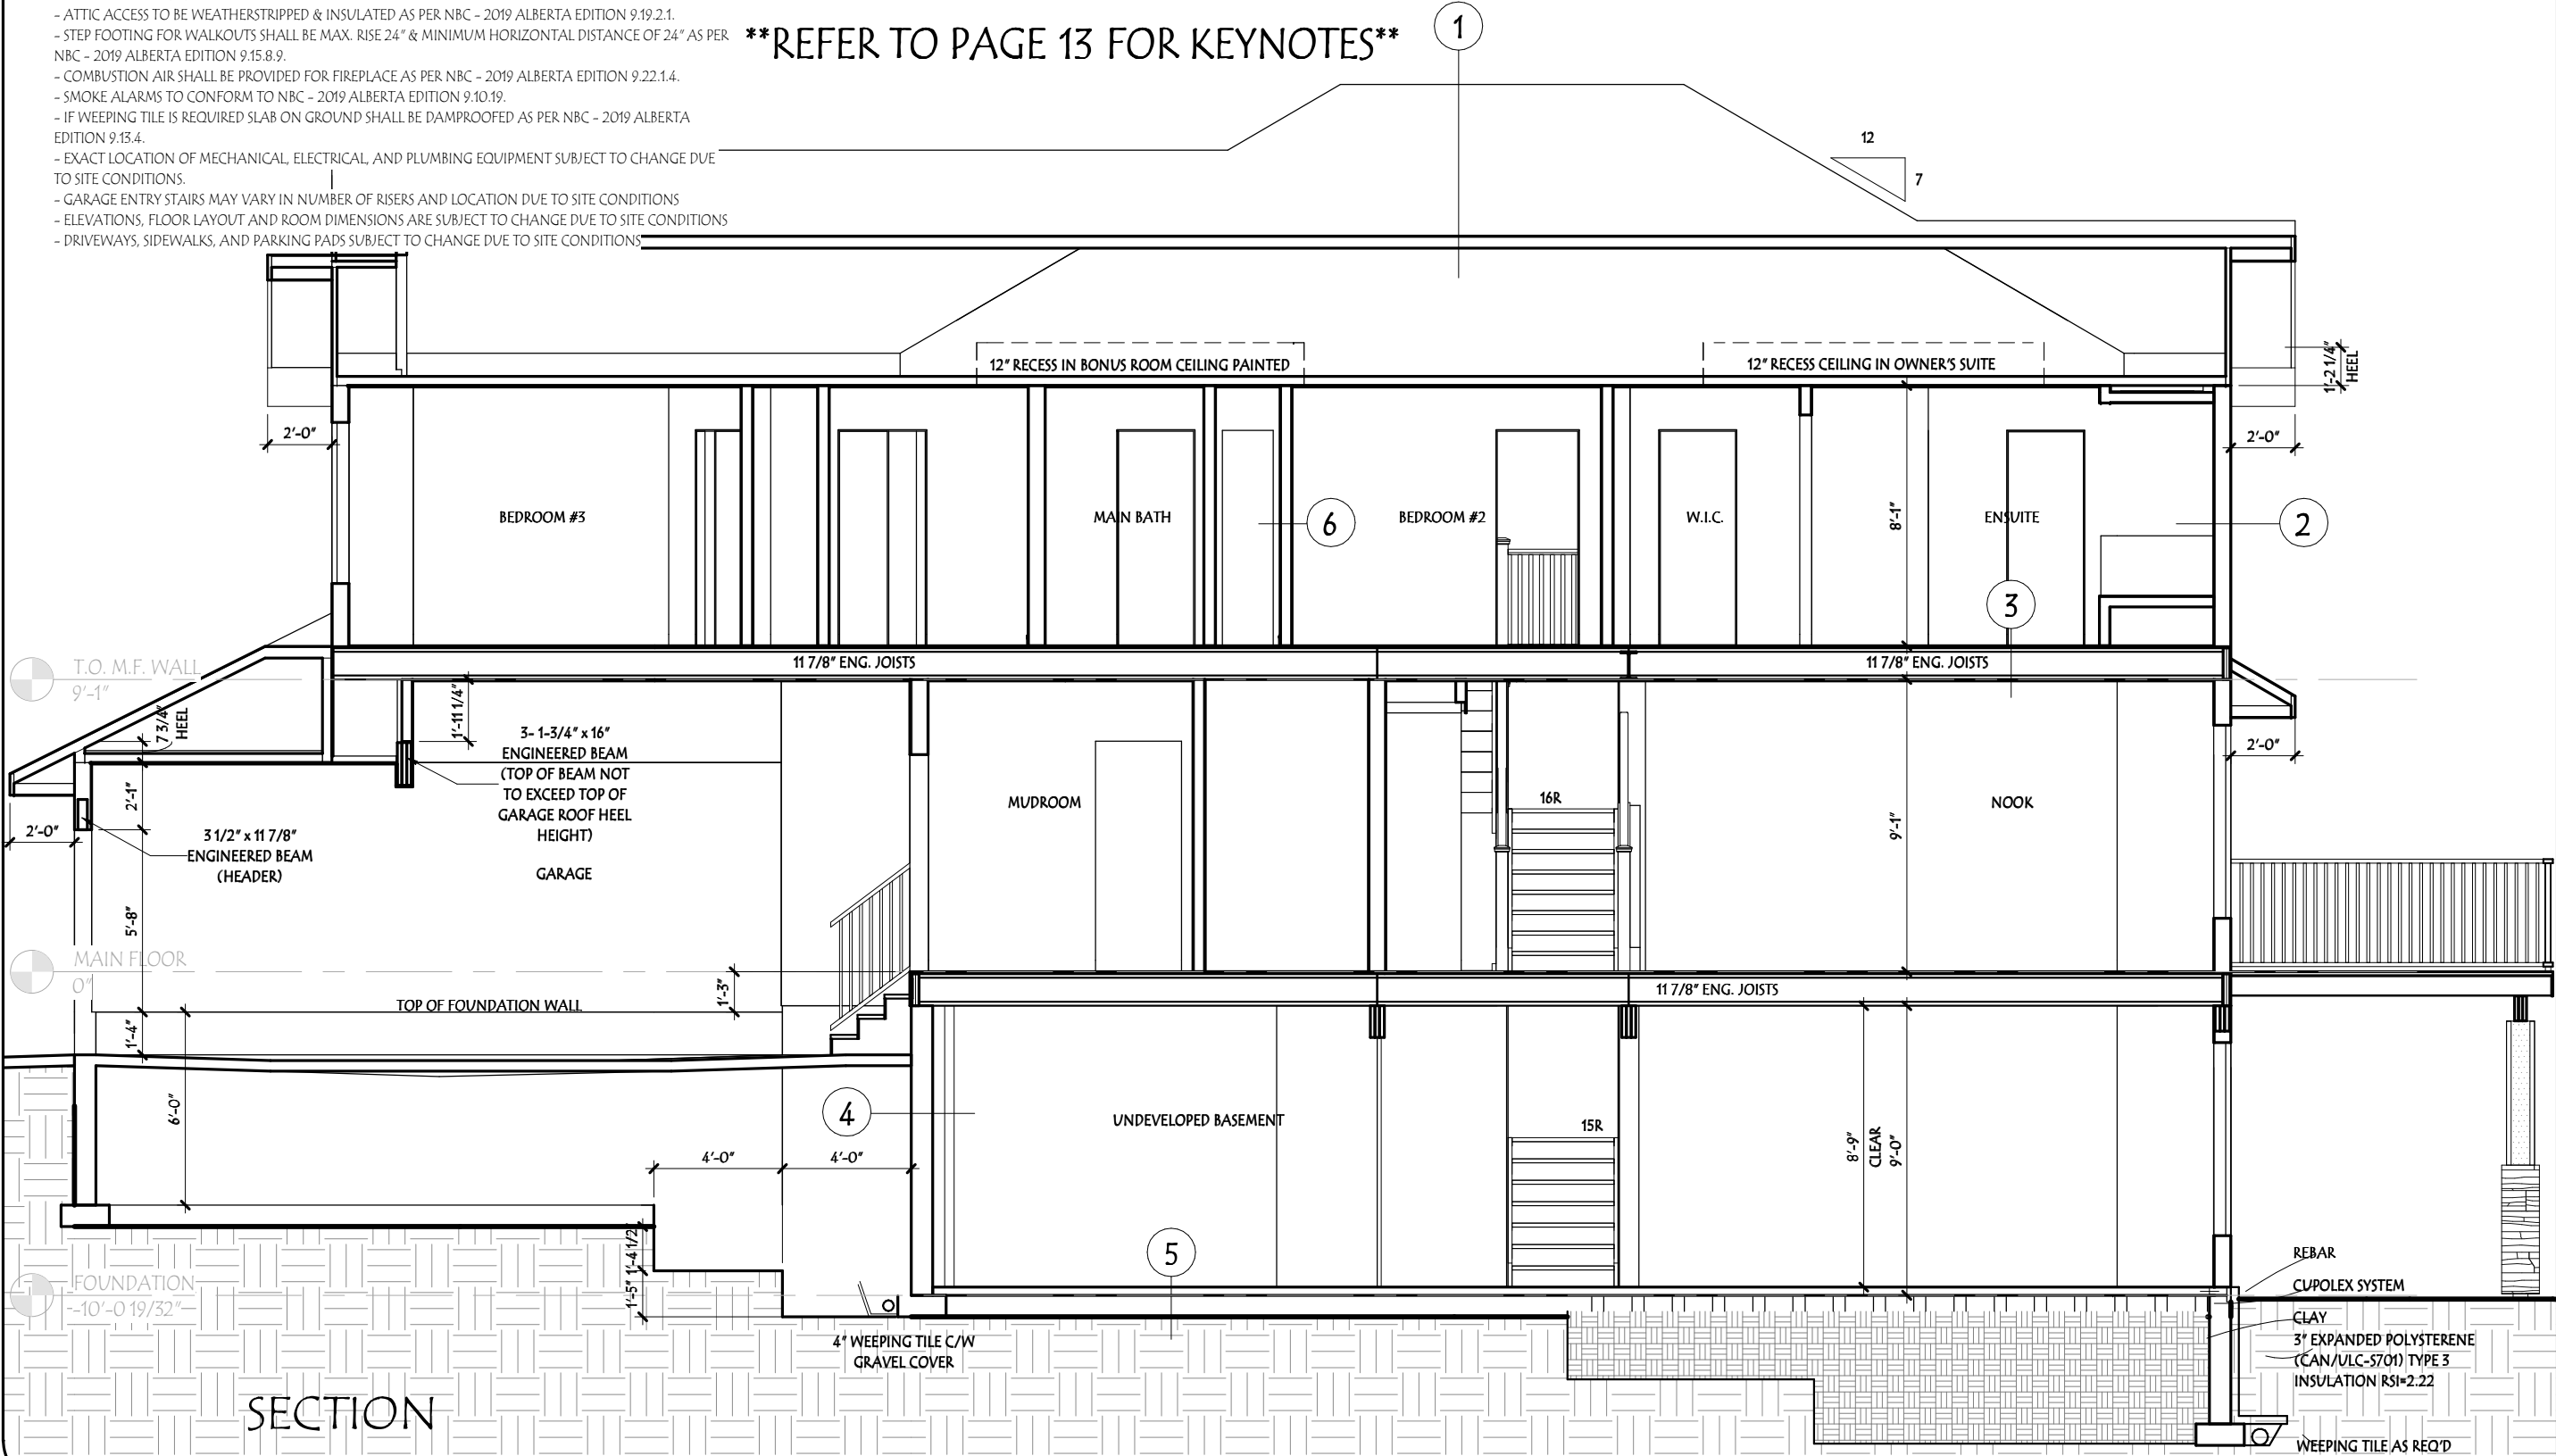 - ATTIC ACCESS TO BE WEATHERSTRIPPED & INSULATED AS PER NBC - 2019 ALBERTA EDITION 9.19.2.1.
- STEP FOOTING FOR WALKOUTS SHALL BE MAX. RISE 24" & MINIMUM HORIZONTAL DISTANCE OF 24" AS PER
NBC - 2019 ALBERTA EDITION 9.15.8.9.
- COMBUSTION AIR SHALL BE PROVIDED FOR FIREPLACE AS PER NBC - 2019 ALBERTA EDITION 9.22.1.4.
- SMOKE ALARMS TO CONFORM TO NBC - 2019 ALBERTA EDITION 9.10.19.
- IF WEEPING TILE IS REQUIRED SLAB ON GROUND SHALL BE DAMPROOFED AS PER NBC - 2019 ALBERTA
EDITION 9.13.4.
- EXACT LOCATION OF MECHANICAL, ELECTRICAL, AND PLUMBING EQUIPMENT SUBJECT TO CHANGE DUE
TO SITE CONDITIONS.
- GARAGE ENTRY STAIRS MAY VARY IN NUMBER OF RISERS AND LOCATION DUE TO SITE CONDITIONS
- ELEVATIONS, FLOOR LAYOUT AND ROOM DIMENSIONS ARE SUBJECT TO CHANGE DUE TO SITE CONDITIONS
- DRIVEWAYS, SIDEWALKS, AND PARKING PADS SUBJECT TO CHANGE DUE TO SITE CONDITIONS
**REFER TO PAGE 13 FOR KEYNOTES**
1
12
7
12" RECESS IN BONUS ROOM CEILING PAINTED
12" RECESS CEILING IN OWNER'S SUITE
1'-2 1/4"
HEEL
2'-0"
2'-0"
BEDROOM #3
MAIN BATH
6
BEDROOM #2
W.I.C.
8'-1"
ENSUITE
2
3
T.O. M.F. WALL
9'-1"
11 7/8" ENG. JOISTS
11 7/8" ENG. JOISTS
7 3/4"
HEEL
1'-11 1/4"
3- 1-3/4" x 16"
ENGINEERED BEAM
(TOP OF BEAM NOT
TO EXCEED TOP OF
GARAGE ROOF HEEL
HEIGHT)
2'-0"
2'-1"
2'-0"
3 1/2" x 11 7/8"
ENGINEERED BEAM
(HEADER)
GARAGE
MUDROOM
16R
9'-1"
NOOK
5'-8"
MAIN FLOOR
0"
TOP OF FOUNDATION WALL
1'-3"
11 7/8" ENG. JOISTS
1'-4"
6'-0"
4
UNDEVELOPED BASEMENT
15R
8'-9"
CLEAR
9'-0"
4'-0"
4'-0"
5
1'-4 1/2"
1'-5"
FOUNDATION
-10'-0 19/32"
4" WEEPING TILE C/W
GRAVEL COVER
REBAR
CUPOLEX SYSTEM
CLAY
3" EXPANDED POLYSTERENE
(CAN/ULC-S701) TYPE 3
INSULATION RSI=2.22
WEEPING TILE AS REQ'D
SECTION